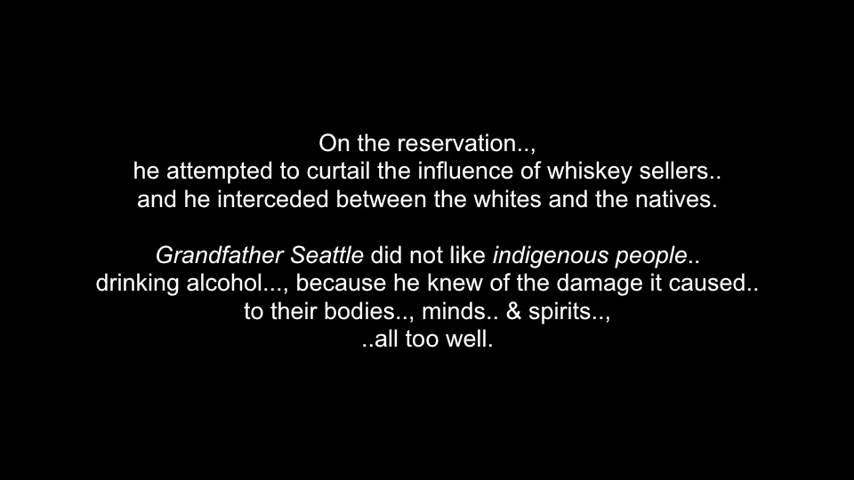 On the reservation..,
he attempted to curtail the influence of whiskey sellers..
and he interceded between the whites and the natives.
Grandfather Seattle did not like indigenous people..
drinking alcohol..., because he knew of the damage it caused..
to their bodies.., minds.. & spirits..,
..all too well.